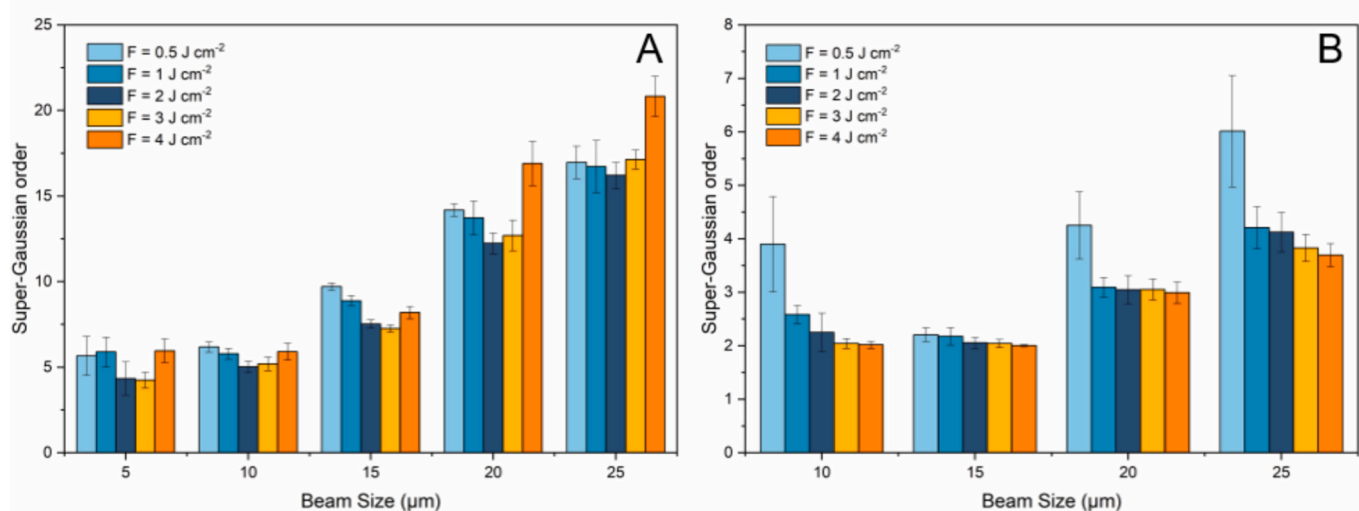 A
F = 0.5 J cm⁻²
F = 1 J cm⁻²
F = 2 J cm⁻²
F = 3 J cm⁻²
F = 4 J cm⁻²
25
20
15
10
5
0
Super-Gaussian order
5 10 15 20 25
Beam Size (µm)
B
F = 0.5 J cm⁻²
F = 1 J cm⁻²
F = 2 J cm⁻²
F = 3 J cm⁻²
F = 4 J cm⁻²
8
7
6
5
4
3
2
1
0
Super-Gaussian order
10 15 20 25
Beam Size (µm)